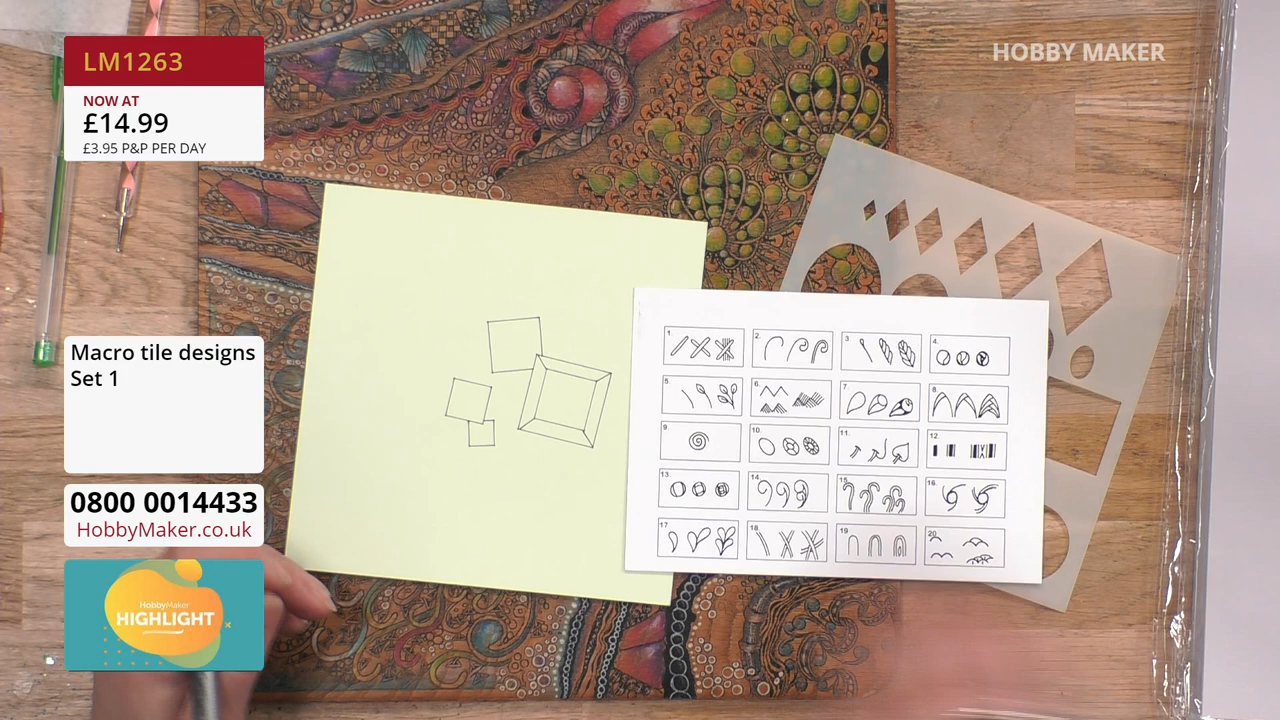 LM1263
NOW AT
£14.99
£3.95 P&P PER DAY
HOBBY MAKER
Macro tile designs
Set 1
0800 0014433
HobbyMaker.co.uk
HobbyMaker
HIGHLIGHT
1. 2. 3 4.
5. 6. 7. 8.
9. 10. 11. 12.
13. 14. 15. 16.
17 18. 19 20